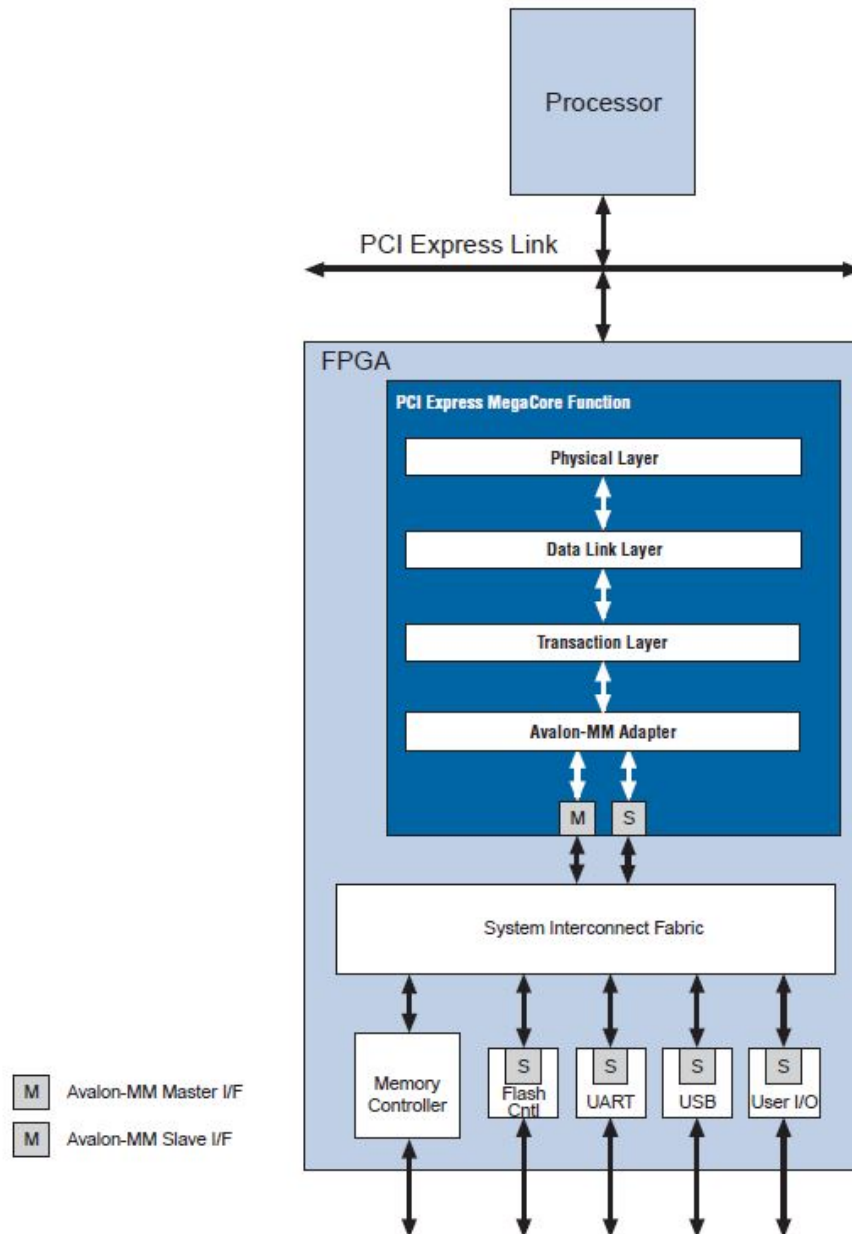 Processor
PCI Express Link
FPGA
PCI Express MegaCore Function
Physical Layer
Data Link Layer
Transaction Layer
Avalon-MM Adapter
M S
System Interconnect Fabric
Memory
Controller
S
Flash
Cntl
S
UART
S
USB
S
User I/O
M Avalon-MM Master I/F
M Avalon-MM Slave I/F